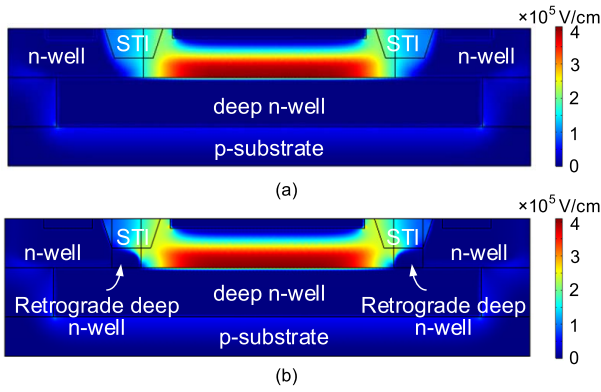 ×10⁵ V/cm
4
STI
STI
n-well
n-well
3
deep n-well
2
1
p-substrate
0
(a)
×10⁵ V/cm
4
STI
STI
n-well
n-well
3
Retrograde deep
n-well
deep n-well
Retrograde deep
n-well
2
1
p-substrate
0
(b)